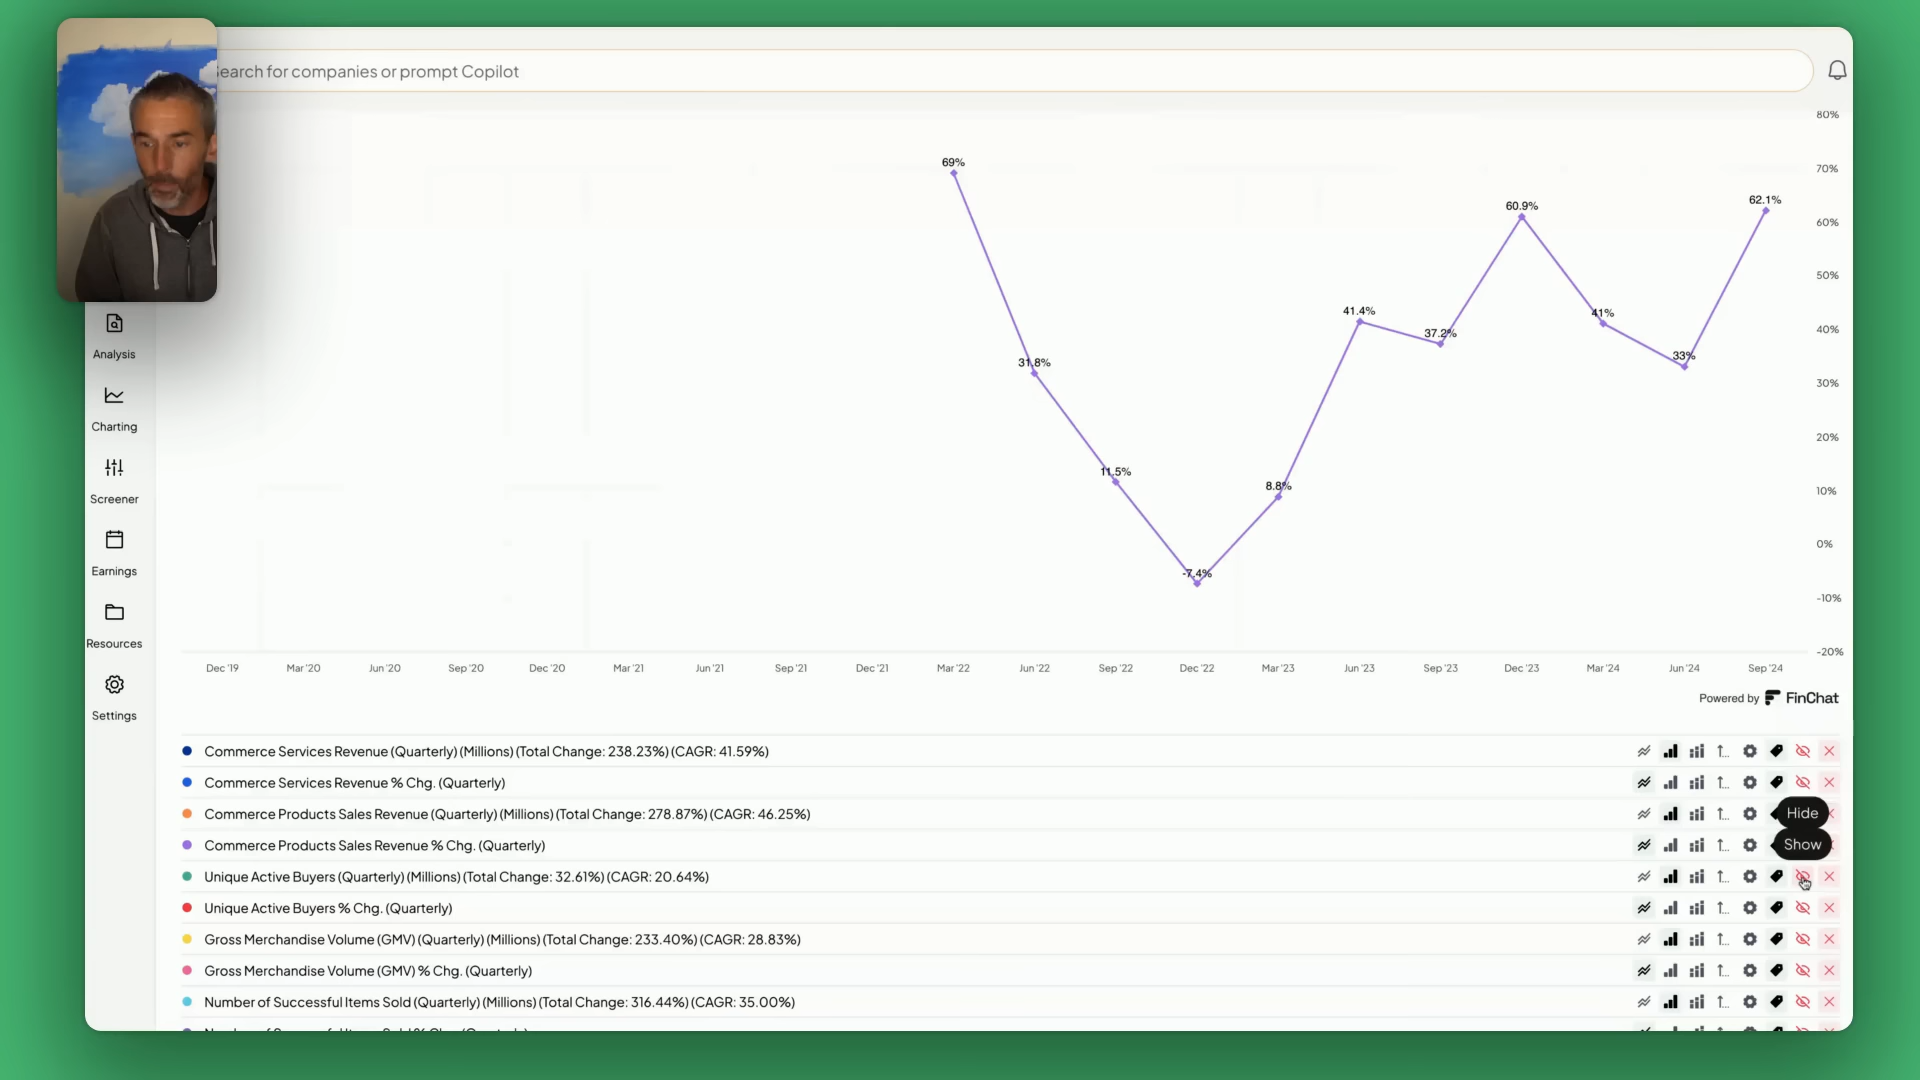 Search for companies or prompt Copilot
80%
69%
70%
62.1%
60.9%
60%
50%
41.4%
41%
37.2%
40%
33%
31.8%
30%
20%
11.5%
8.8%
10%
0%
-7.4%
-10%
-20%
Analysis
Charting
Screener
Earnings
Resources
Settings
Dec '19 Mar '20 Jun '20 Sep '20 Dec '20 Mar '21 Jun '21 Sep '21 Dec '21 Mar '22 Jun '22 Sep '22 Dec '22 Mar '23 Jun '23 Sep '23 Dec '23 Mar '24 Jun '24 Sep '24
Powered by FinChat
Commerce Services Revenue (Quarterly) (Millions) (Total Change: 238.23%) (CAGR: 41.59%)
Commerce Services Revenue % Chg. (Quarterly)
Commerce Products Sales Revenue (Quarterly) (Millions) (Total Change: 278.87%) (CAGR: 46.25%)
Hide
Commerce Products Sales Revenue % Chg. (Quarterly)
Show
Unique Active Buyers (Quarterly) (Millions) (Total Change: 32.61%) (CAGR: 20.64%)
Unique Active Buyers % Chg. (Quarterly)
Gross Merchandise Volume (GMV) (Quarterly) (Millions) (Total Change: 233.40%) (CAGR: 28.83%)
Gross Merchandise Volume (GMV) % Chg. (Quarterly)
Number of Successful Items Sold (Quarterly) (Millions) (Total Change: 316.44%) (CAGR: 35.00%)